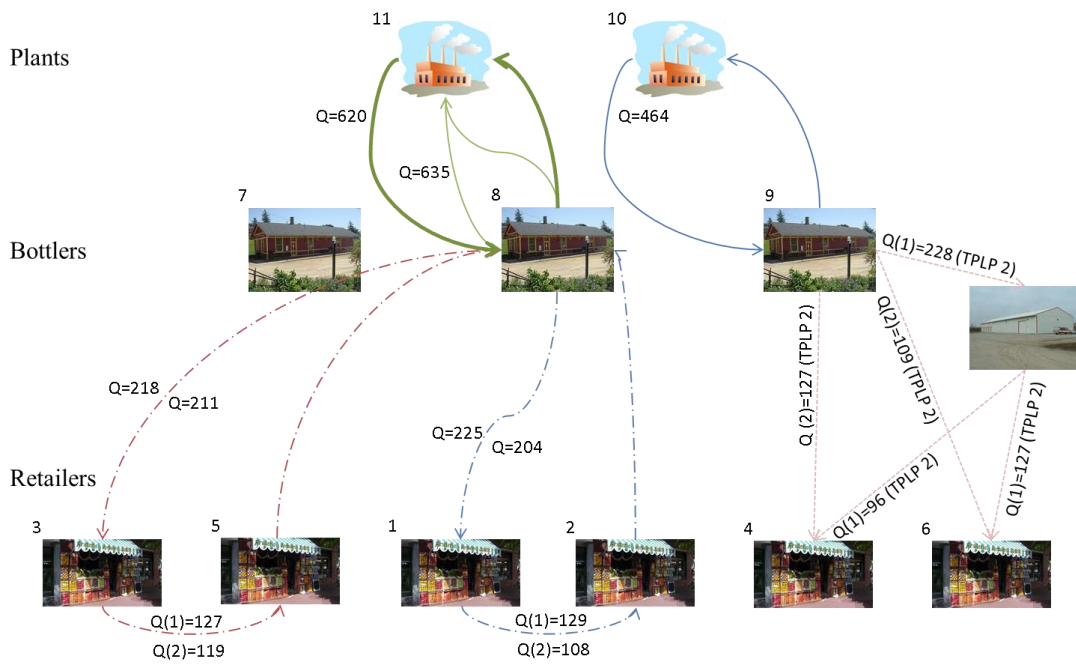 11
10
Plants
Q=620
Q=464
Q=635
7
8
9
Bottlers
Q(1)=228 (TPLP 2)
Q(2)=109 (TPLP 2)
Q (2)=127 (TPLP 2)
Q=218
Q=211
Q=225
Q=204
Q(1)=127 (TPLP 2)
Q(1)=96 (TPLP 2)
Retailers
3
5
1
2
4
6
Q(1)=127
Q(2)=119
Q(1)=129
Q(2)=108